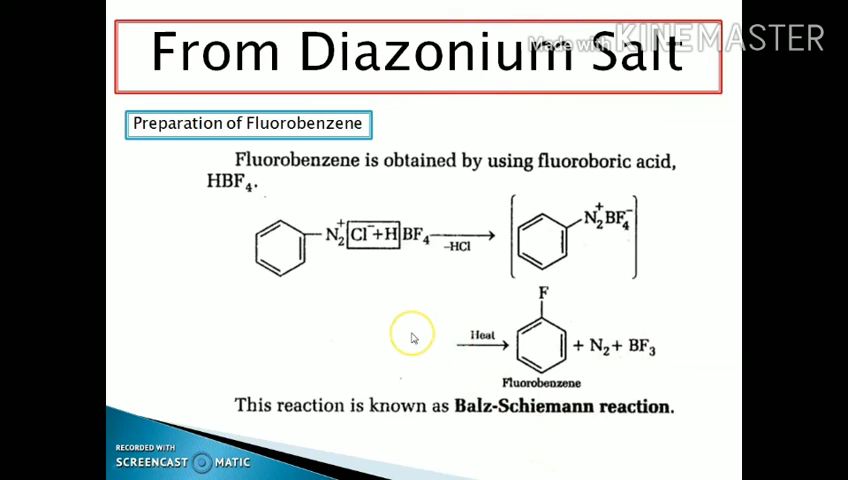 From Diazonium Salt
Made with KINEMASTER
Preparation of Fluorobenzene
Fluorobenzene is obtained by using fluoroboric acid,
HBF₄.
N₂⁺ Cl⁻ + H BF₄ –HCl → N₂⁺BF₄⁻
F
Heat → + N₂ + BF₃
Fluorobenzene
This reaction is known as Balz-Schiemann reaction.
RECORDED WITH
SCREENCAST MATIC